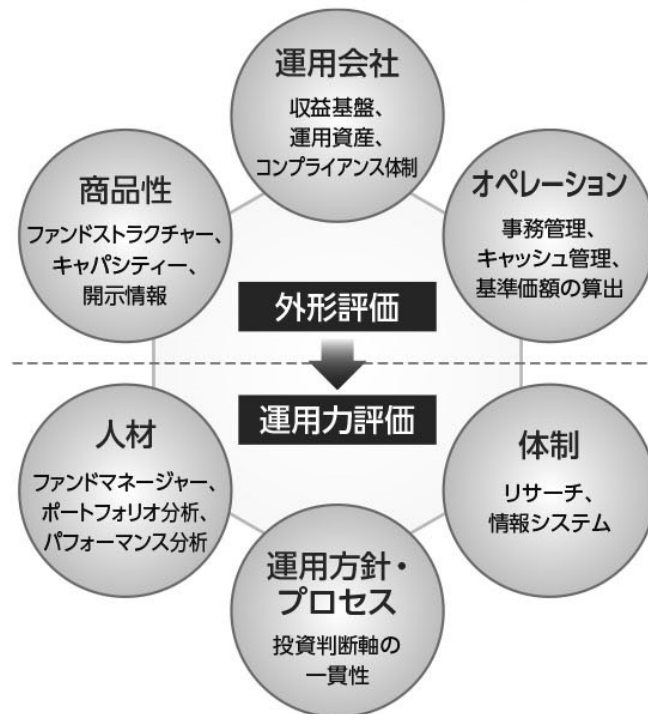 運用会社
収益基盤、
運用資産、
コンプライアンス体制
商品性
ファンドストラクチャー、
キャパシティー、
開示情報
オペレーション
事務管理、
キャッシュ管理、
基準価額の算出
外形評価
運用力評価
人材
ファンドマネージャー、
ポートフォリオ分析、
パフォーマンス分析
体制
リサーチ、
情報システム
運用方針・
プロセス
投資判断軸の
一貫性